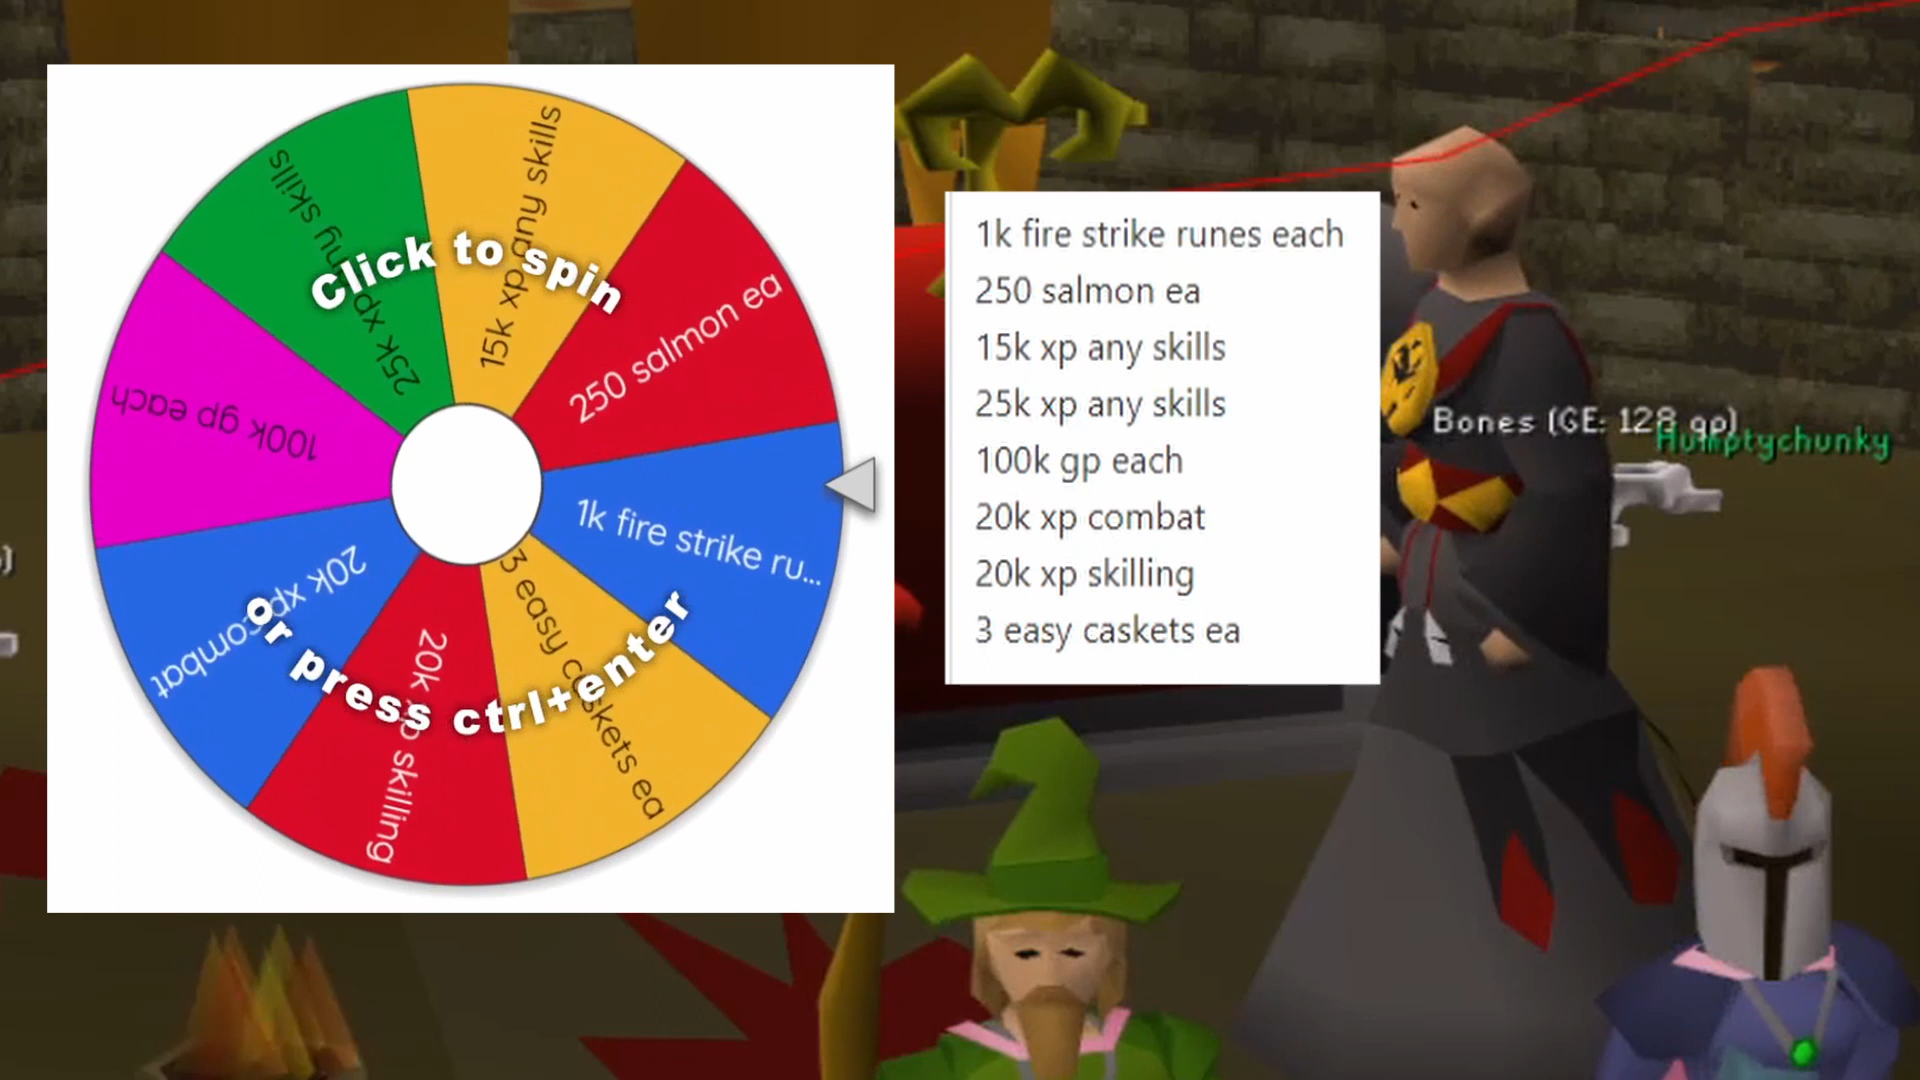 Click to spin
or press ctrl+enter
25k xp any skills
15k xp any skills
250 salmon ea
1k fire strike ru...
3 easy caskets ea
20k xp skilling
20k xp combat
100k gp each
1k fire strike runes each
250 salmon ea
15k xp any skills
25k xp any skills
100k gp each
20k xp combat
20k xp skilling
3 easy caskets ea
Bones (GE: 128 gp)
Humptychunky
)